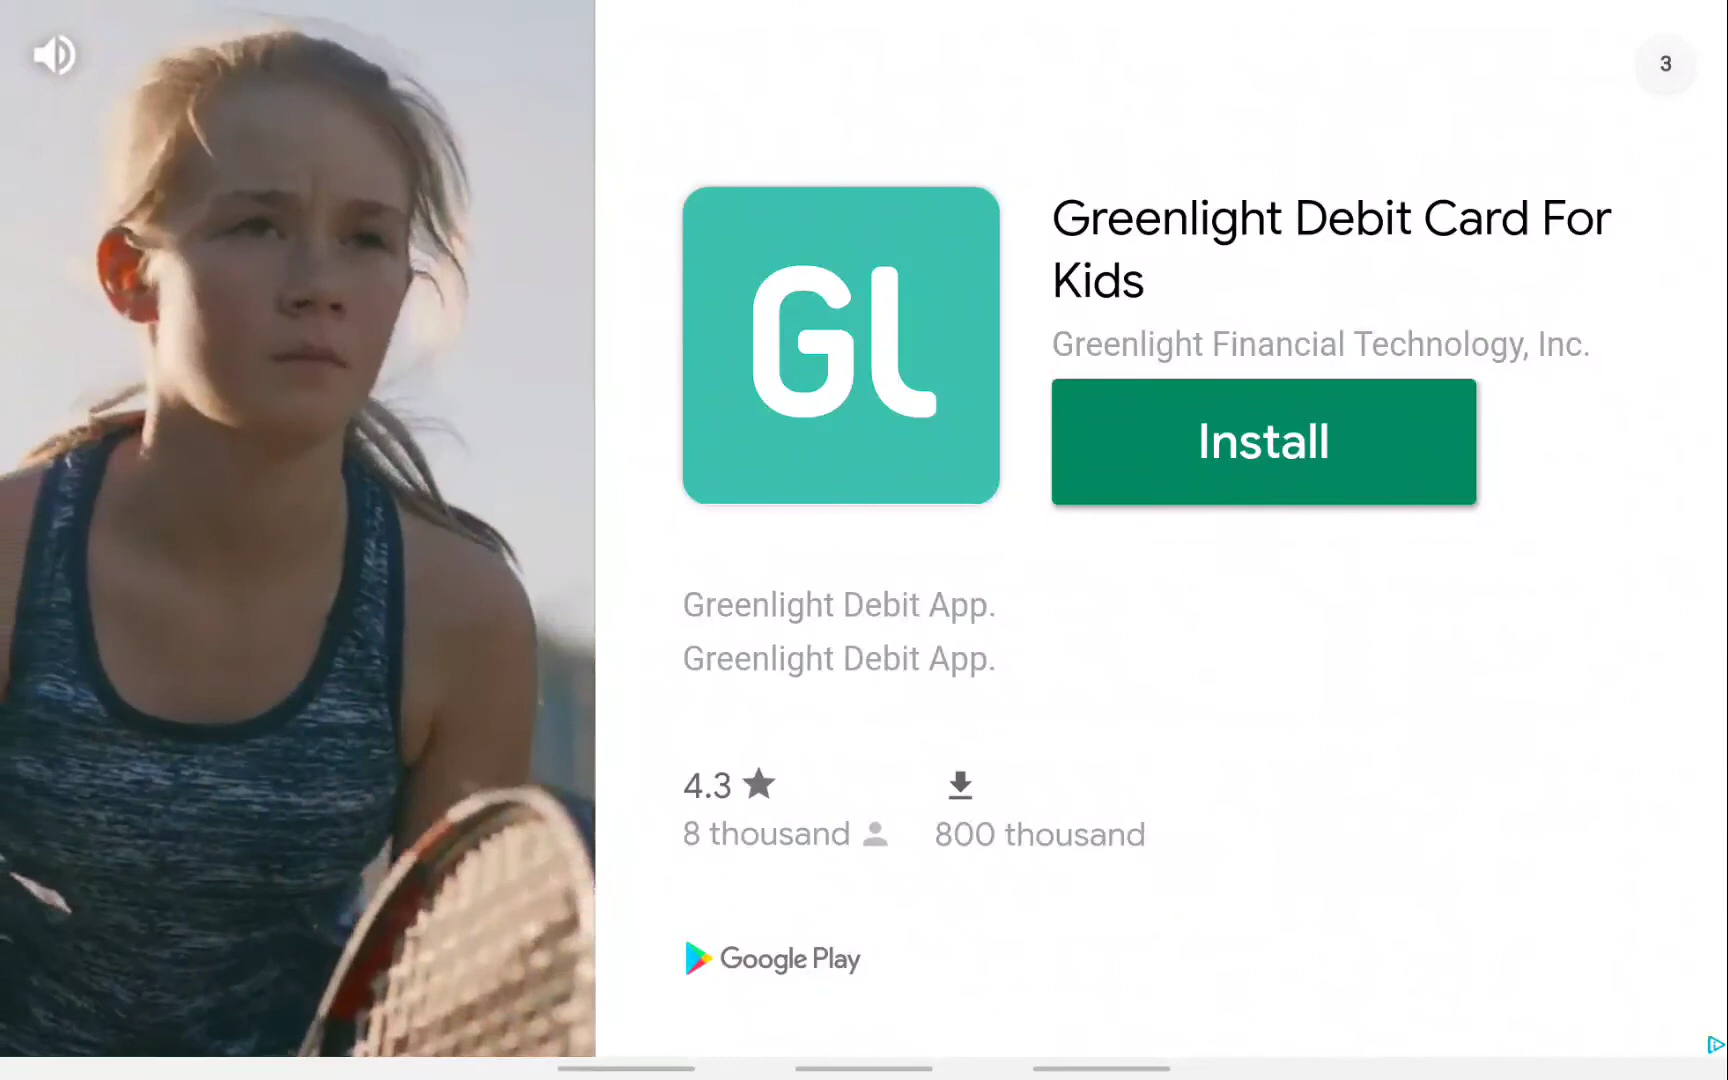 3
GL
Greenlight Debit Card For
Kids
Greenlight Financial Technology, Inc.
Install
Greenlight Debit App.
Greenlight Debit App.
4.3
8 thousand
800 thousand
Google Play